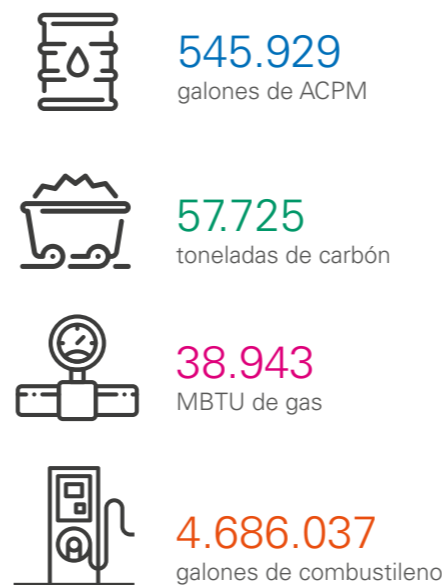 545.929
galones de ACPM
57.725
toneladas de carbón
38.943
MBTU de gas
4.686.037
galones de combustileno